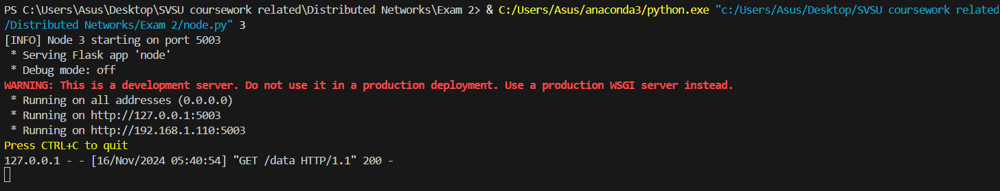 PS C:\Users\Asus\Desktop\SVSU coursework related\Distributed Networks\Exam 2> & C:/Users/Asus/anaconda3/python.exe "c:/Users/Asus/Desktop/SVSU coursework related
/Distributed Networks/Exam 2/node.py" 3
[INFO] Node 3 starting on port 5003
 * Serving Flask app 'node'
 * Debug mode: off
WARNING: This is a development server. Do not use it in a production deployment. Use a production WSGI server instead.
 * Running on all addresses (0.0.0.0)
 * Running on http://127.0.0.1:5003
 * Running on http://192.168.1.110:5003
Press CTRL+C to quit
127.0.0.1 - - [16/Nov/2024 05:40:54] "GET /data HTTP/1.1" 200 -